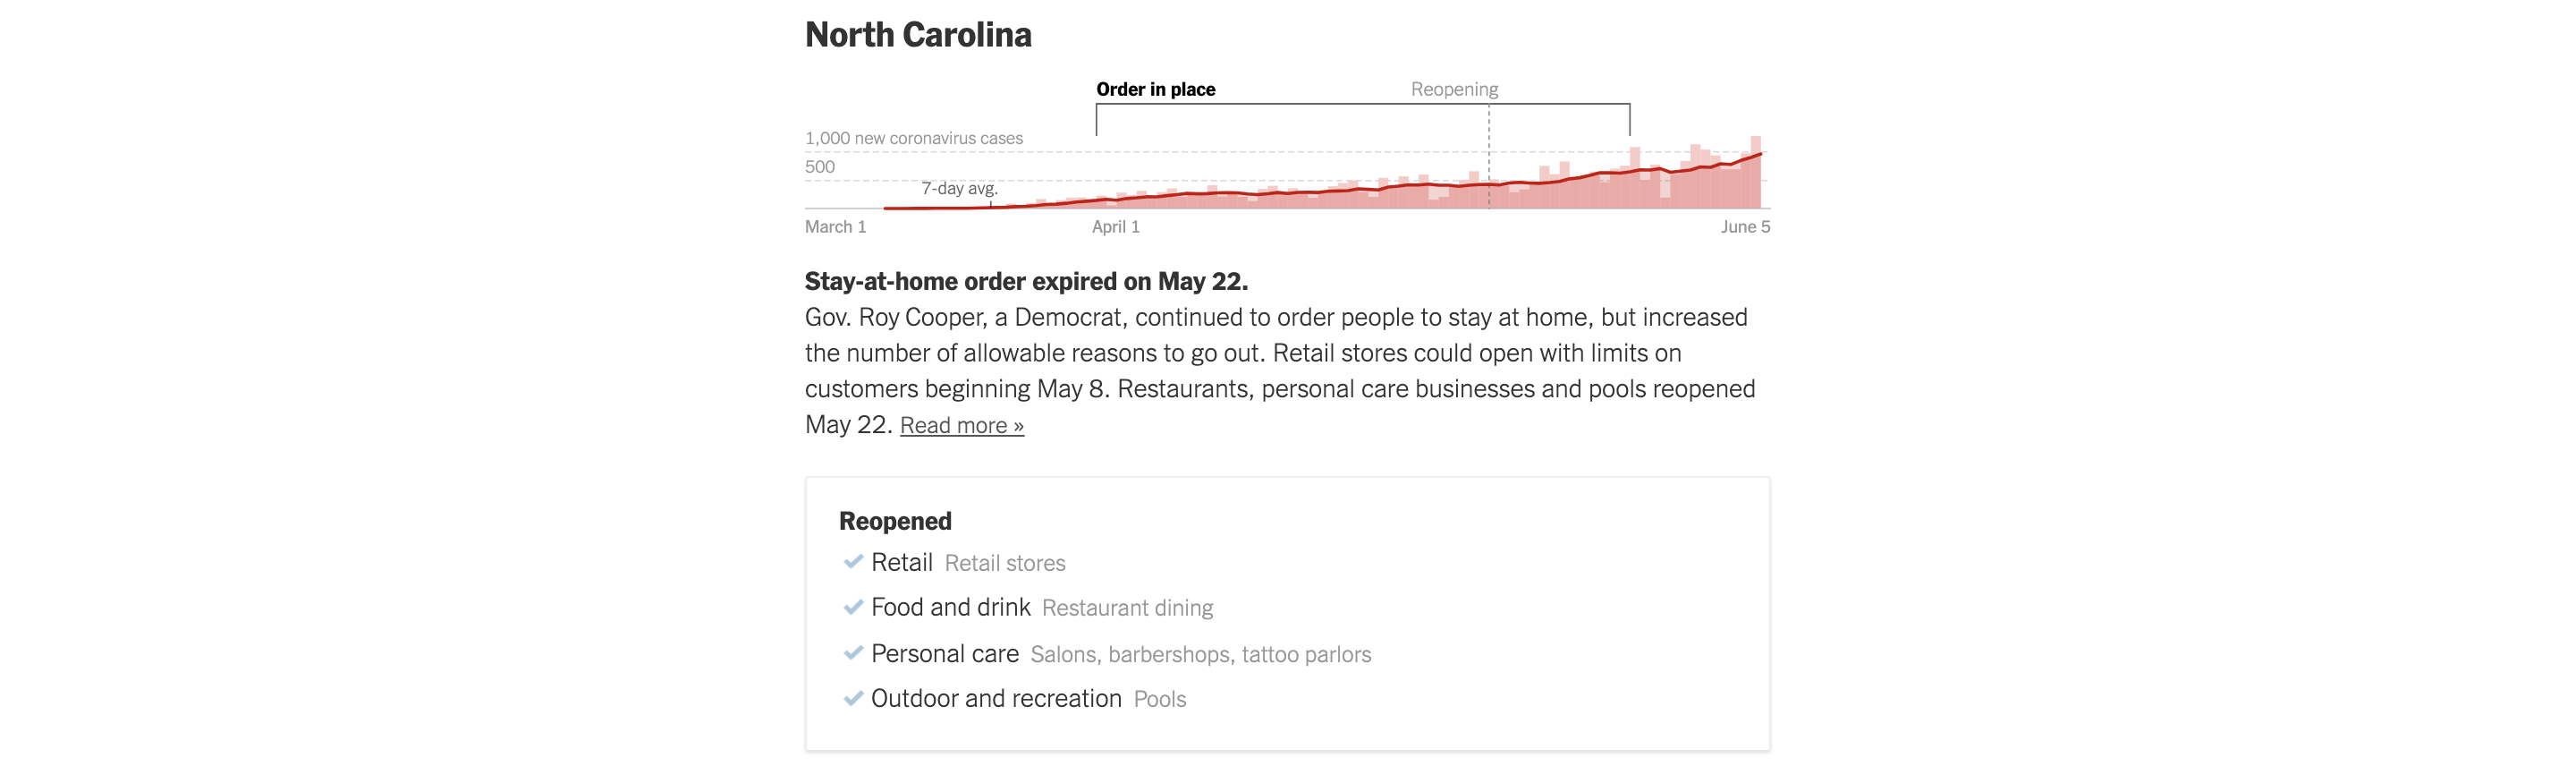 North Carolina
Order in place
Reopening
1,000 new coronavirus cases
500
7-day avg.
March 1
April 1
June 5
Stay-at-home order expired on May 22.
Gov. Roy Cooper, a Democrat, continued to order people to stay at home, but increased
the number of allowable reasons to go out. Retail stores could open with limits on
customers beginning May 8. Restaurants, personal care businesses and pools reopened
May 22. Read more »
Reopened
Retail Retail stores
Food and drink Restaurant dining
Personal care Salons, barbershops, tattoo parlors
Outdoor and recreation Pools